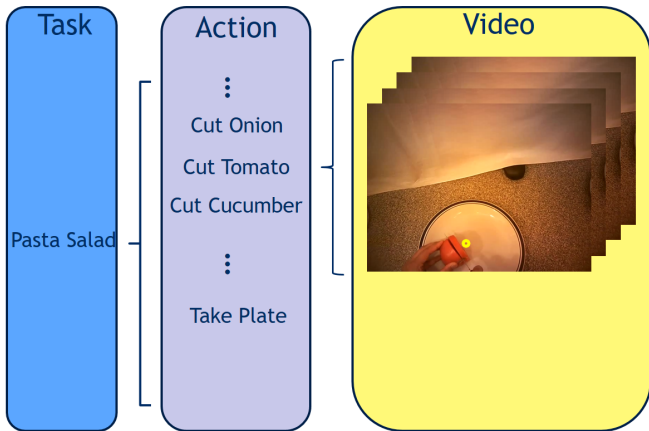 Task
Action
Video
Cut Onion
Cut Tomato
Cut Cucumber
Pasta Salad
Take Plate